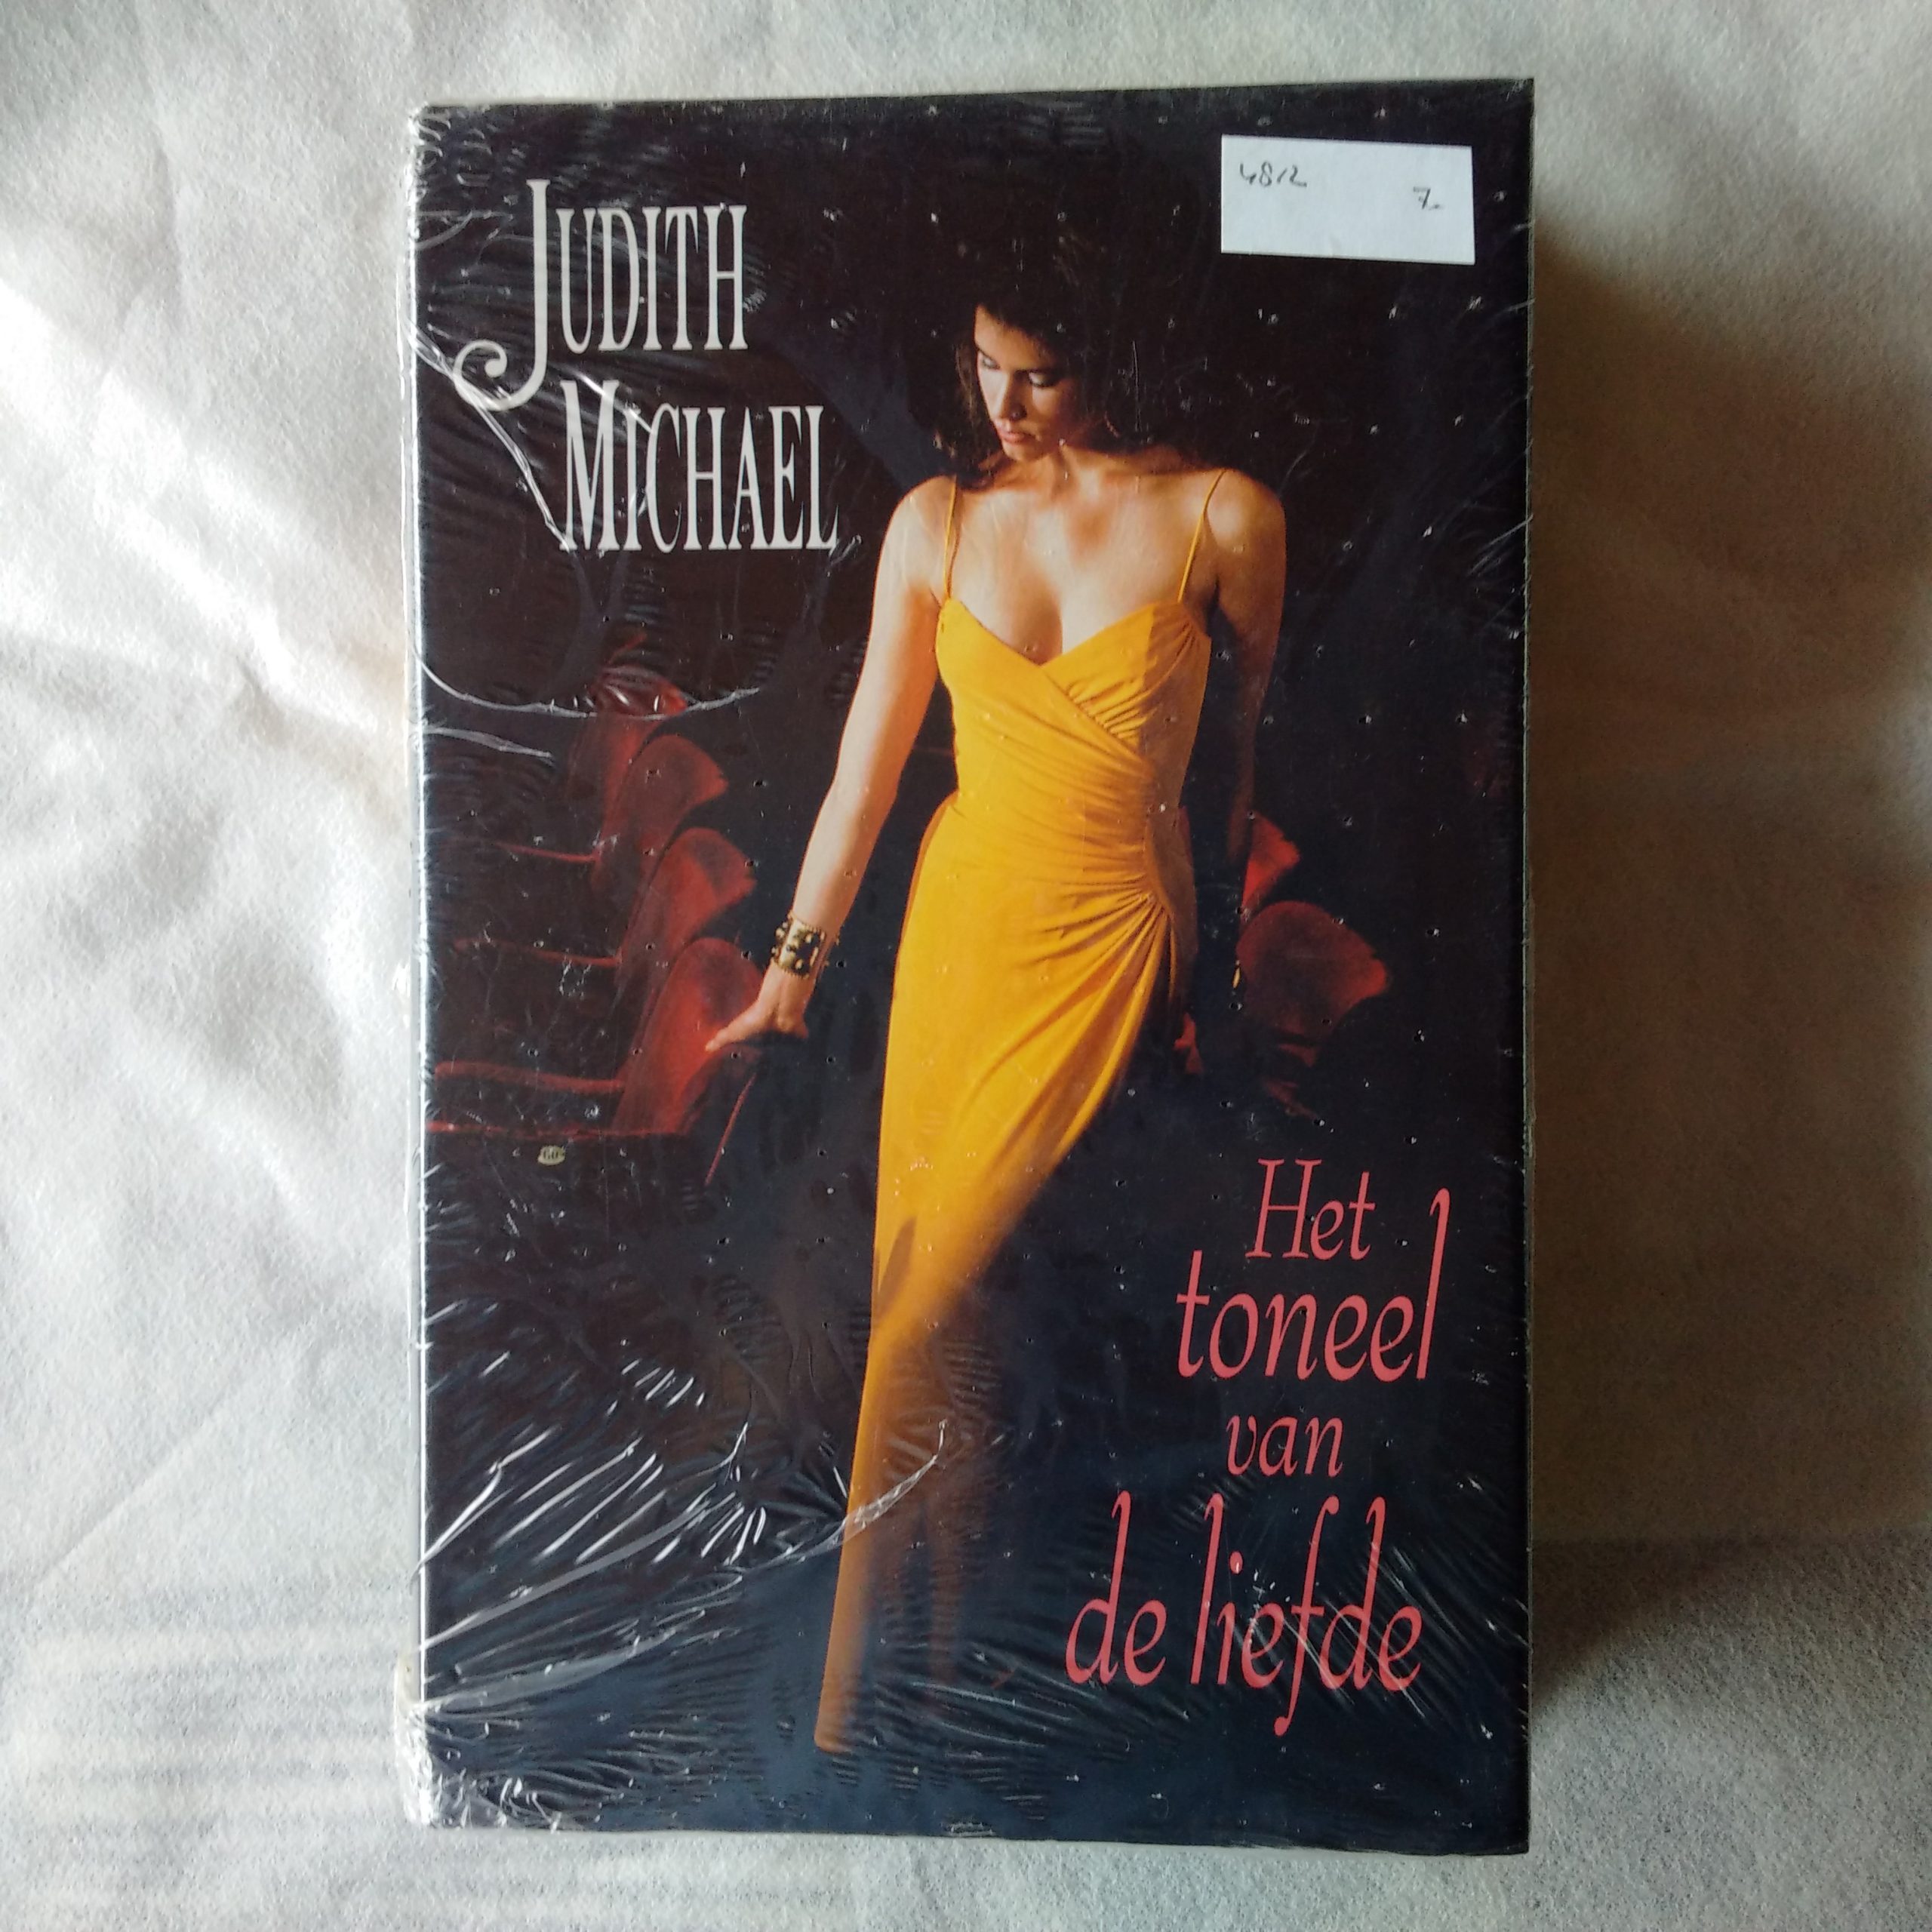 JUDITH
MICHAEL
4812 7.-
Het
toneel
van
de liefde